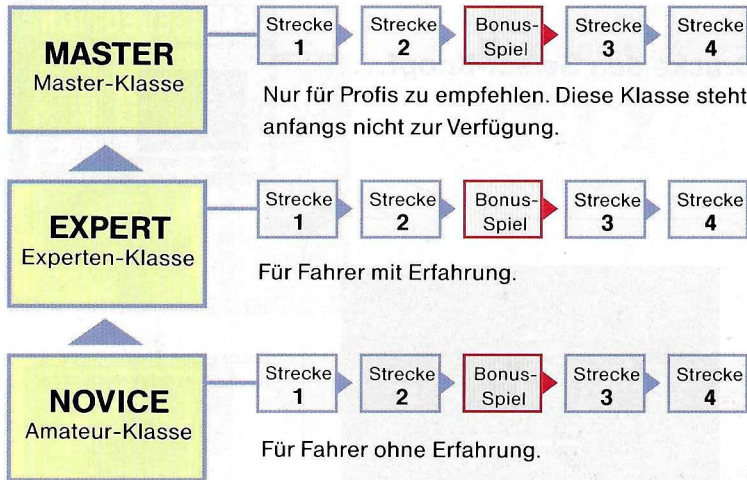 MASTER
Master-Klasse
Strecke
1
Strecke
2
Bonus-
Spiel
Strecke
3
Strecke
4
Nur für Profis zu empfehlen. Diese Klasse steht
anfangs nicht zur Verfügung.
EXPERT
Experten-Klasse
Strecke
1
Strecke
2
Bonus-
Spiel
Strecke
3
Strecke
4
Für Fahrer mit Erfahrung.
NOVICE
Amateur-Klasse
Strecke
1
Strecke
2
Bonus-
Spiel
Strecke
3
Strecke
4
Für Fahrer ohne Erfahrung.